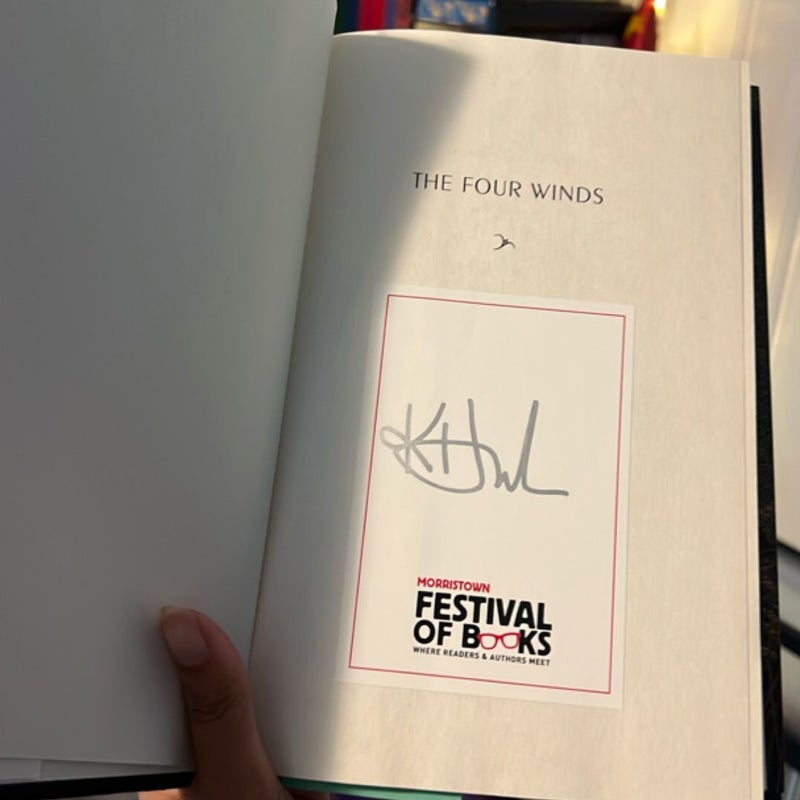 THE FOUR WINDS
MORRISTOWN
FESTIVAL
OF BOOKS
WHERE READERS & AUTHORS MEET